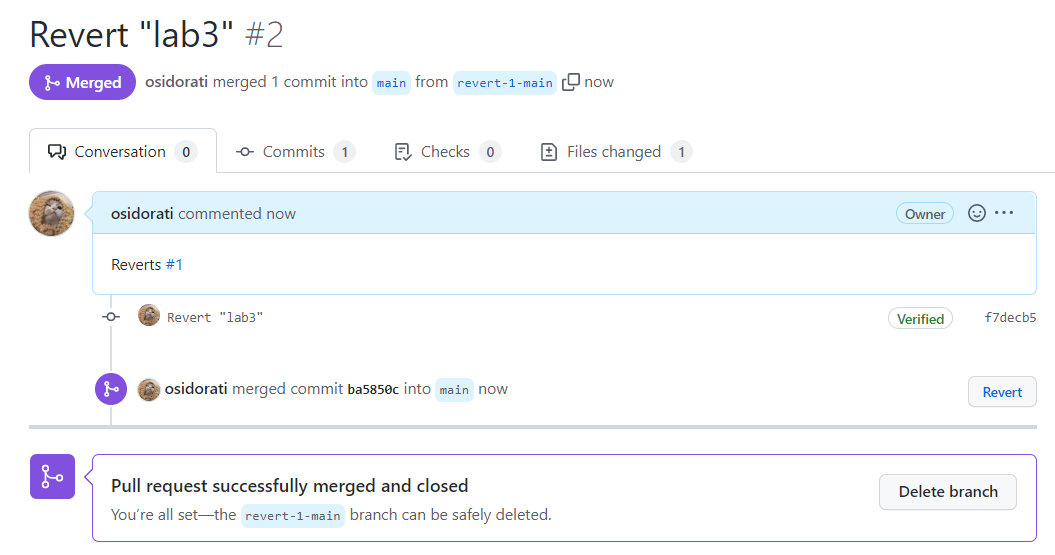 Revert "lab3" #2
Merged osidorati merged 1 commit into main from revert-1-main now
Conversation 0 Commits 1 Checks 0 Files changed 1
osidorati commented now Owner
Reverts #1
Revert "lab3" Verified f7decb5
osidorati merged commit ba5850c into main now Revert
Pull request successfully merged and closed
You’re all set—the revert-1-main branch can be safely deleted.
Delete branch